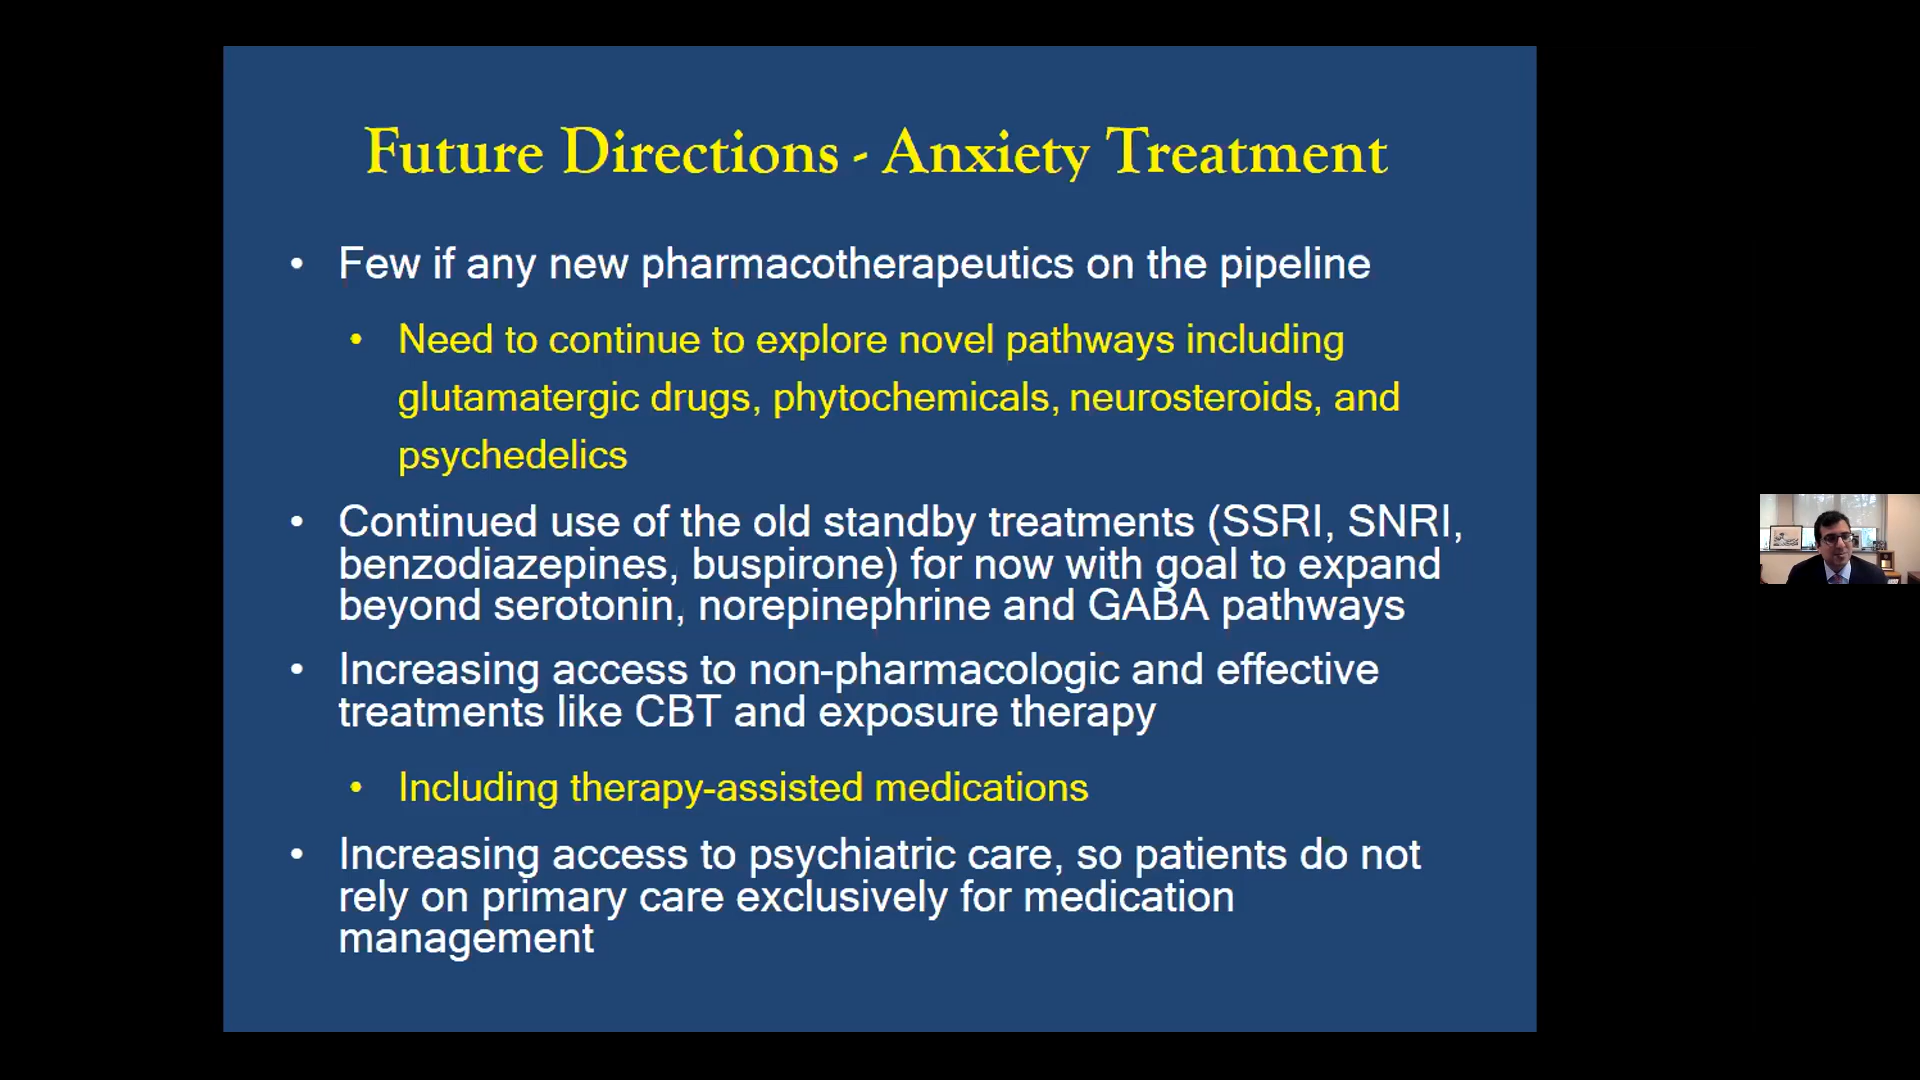 Future Directions - Anxiety Treatment
• Few if any new pharmacotherapeutics on the pipeline
• Need to continue to explore novel pathways including
glutamatergic drugs, phytochemicals, neurosteroids, and
psychedelics
• Continued use of the old standby treatments (SSRI, SNRI,
benzodiazepines, buspirone) for now with goal to expand
beyond serotonin, norepinephrine and GABA pathways
• Increasing access to non-pharmacologic and effective
treatments like CBT and exposure therapy
• Including therapy-assisted medications
• Increasing access to psychiatric care, so patients do not
rely on primary care exclusively for medication
management